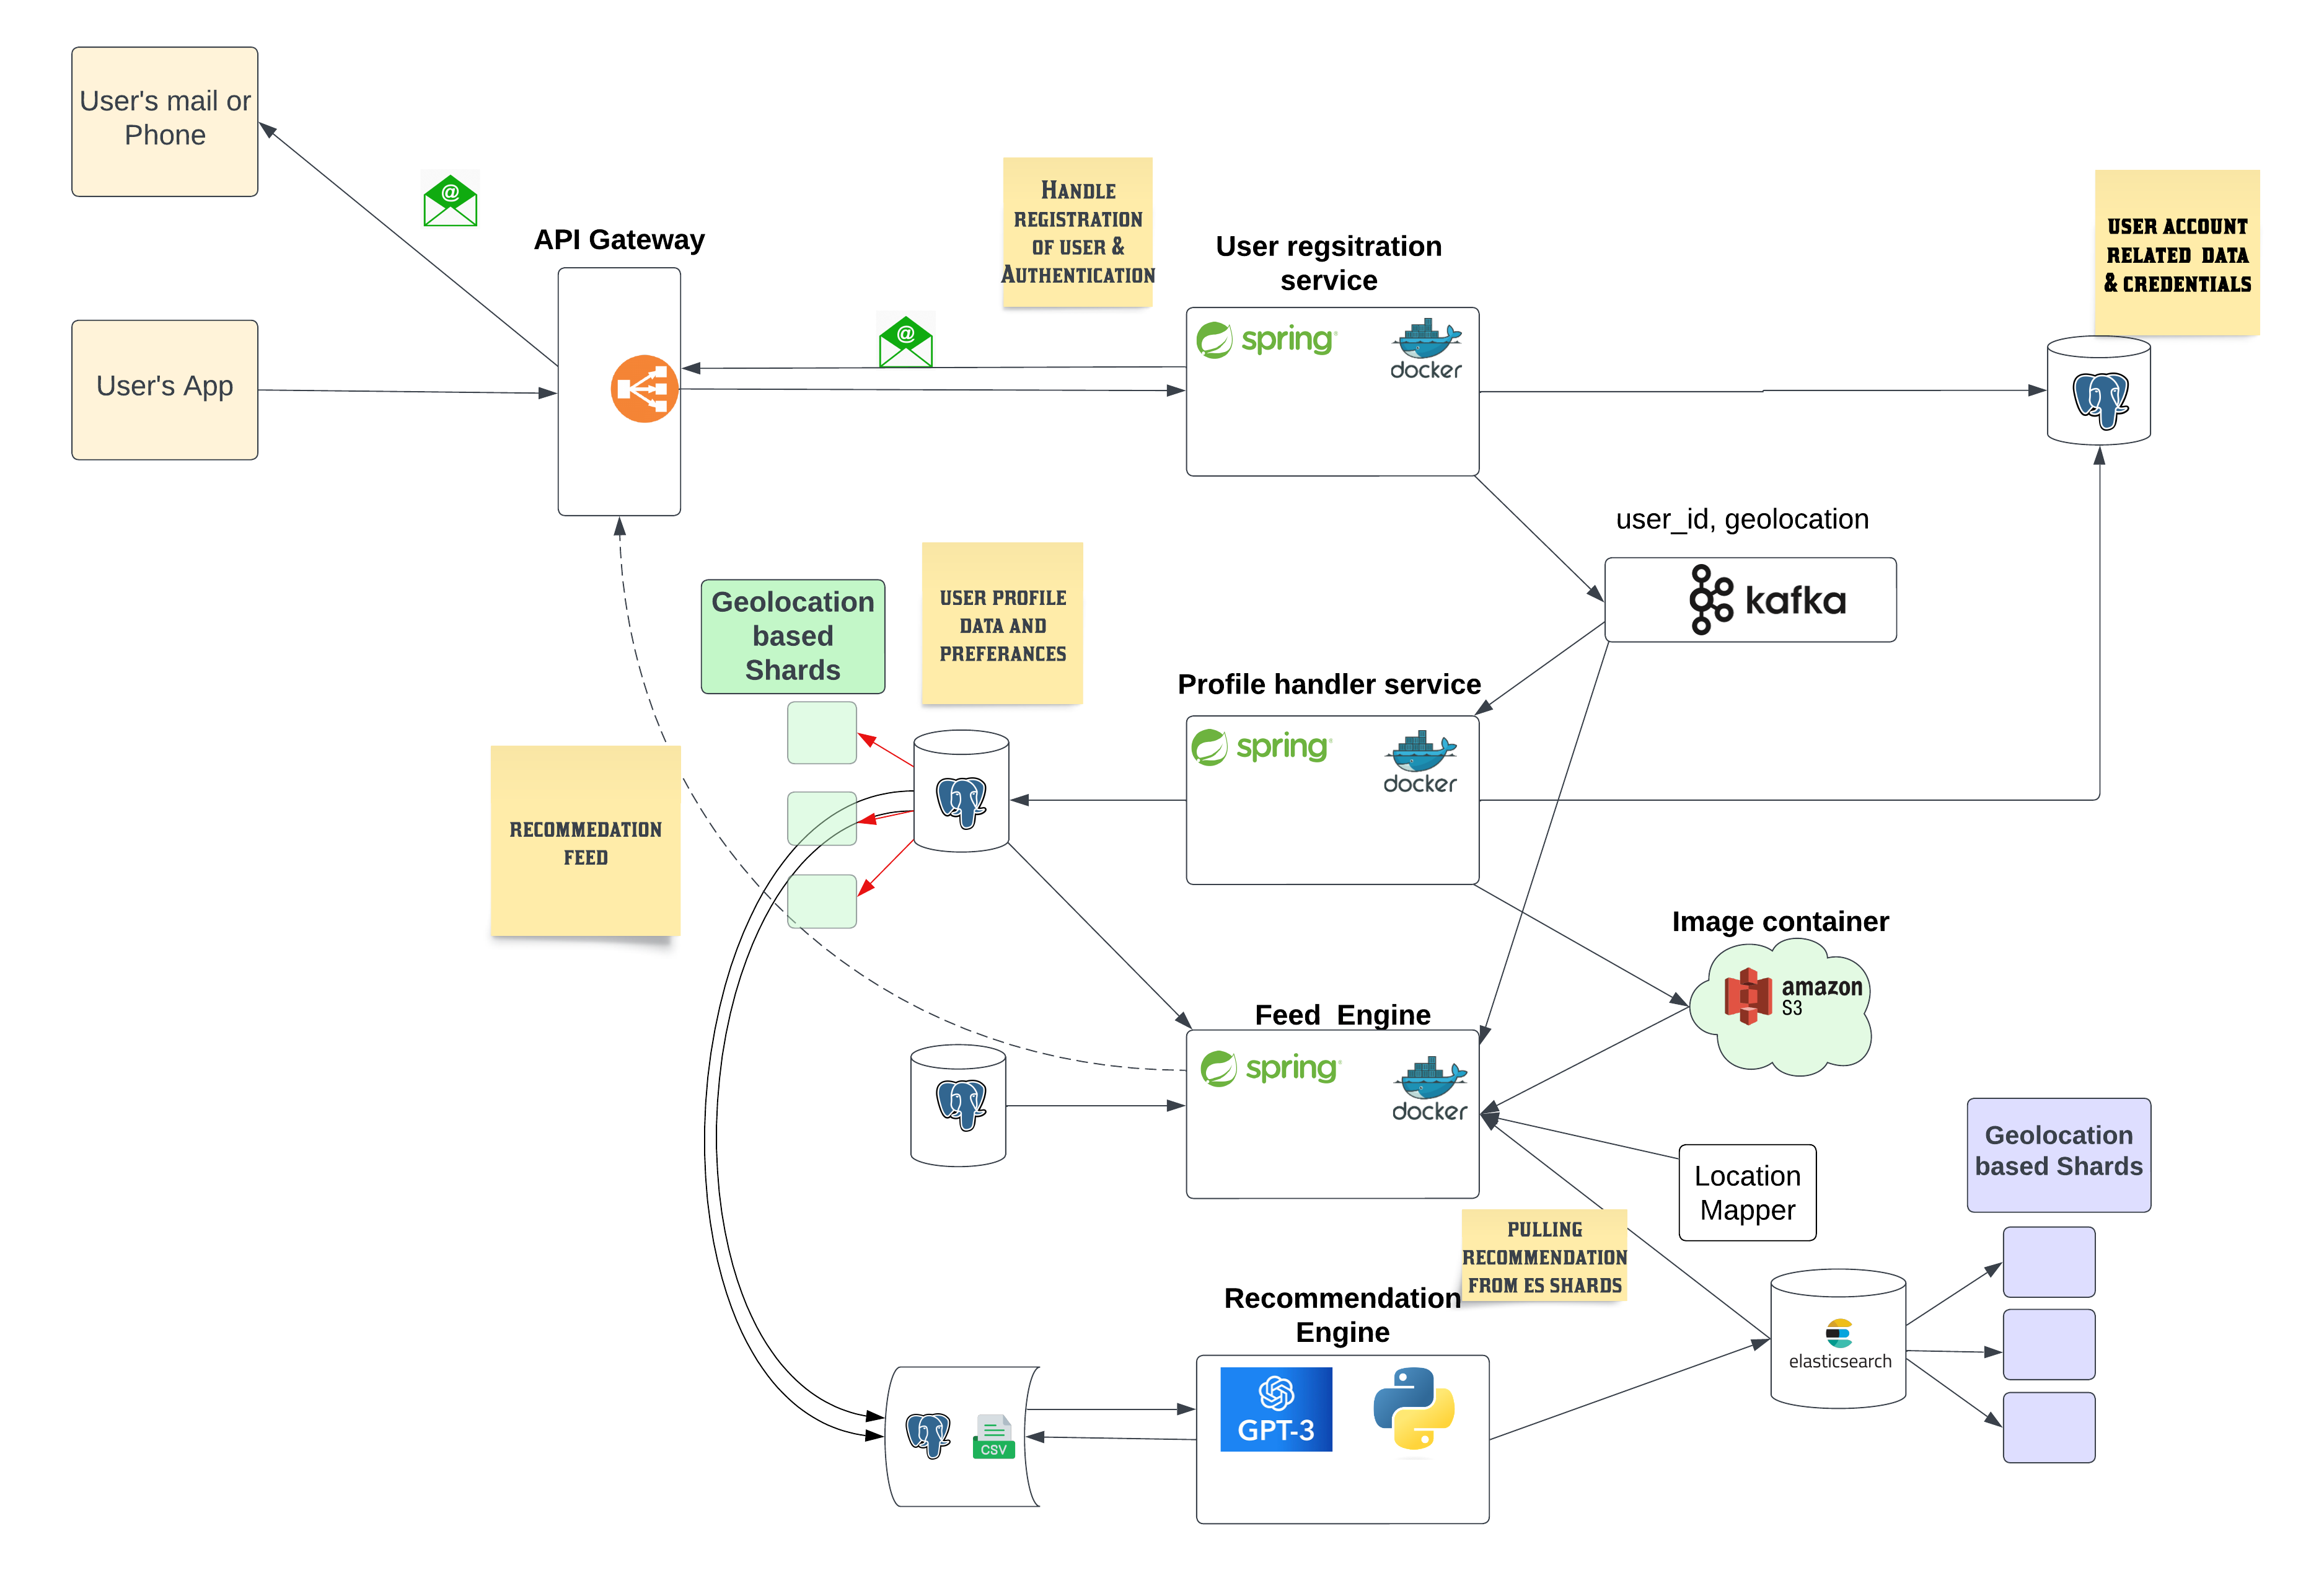 User's mail or
Phone
@
API Gateway
HANDLE
REGISTRATION
OF USER &
AUTHENTICATION
User regsitration
service
USER ACCOUNT
RELATED DATA
& CREDENTIALS
@
spring
docker
User's App
user_id, geolocation
kafka
Geolocation
based
Shards
USER PROFILE
DATA AND
PREFERANCES
Profile handler service
spring
docker
RECOMMEDATION
FEED
Image container
amazon
S3
Feed Engine
spring
docker
Location
Mapper
Geolocation
based Shards
PULLING
RECOMMENDATION
FROM ES SHARDS
Recommendation
Engine
elasticsearch
GPT-3
CSV